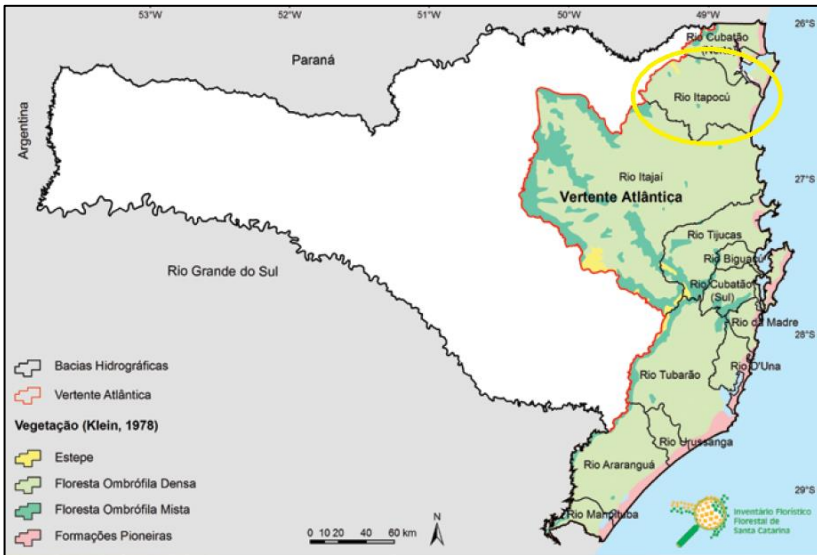 53°W
52°W
51°W
50°W
49°W
26°S
Paraná
Rio Cubatão
Rio Itapocú
Argentina
Rio Itajaí
27°S
Vertente Atlântica
Rio Tijucas
Rio Grande do Sul
Rio Biguaçú
Rio Cubatão
(Sul)
28°S
Rio da Madre
Bacias Hidrográficas
Rio D'Una
Rio Tubarão
Vertente Atlântica
Vegetação (Klein, 1978)
Rio Urussanga
Estepe
Rio Araranguá
Floresta Ombrófila Densa
29°S
Floresta Ombrófila Mista
Rio Mampituba
N
Inventário Florístico
Florestal de
Santa Catarina
Formações Pioneiras
0 10 20 40 60 km